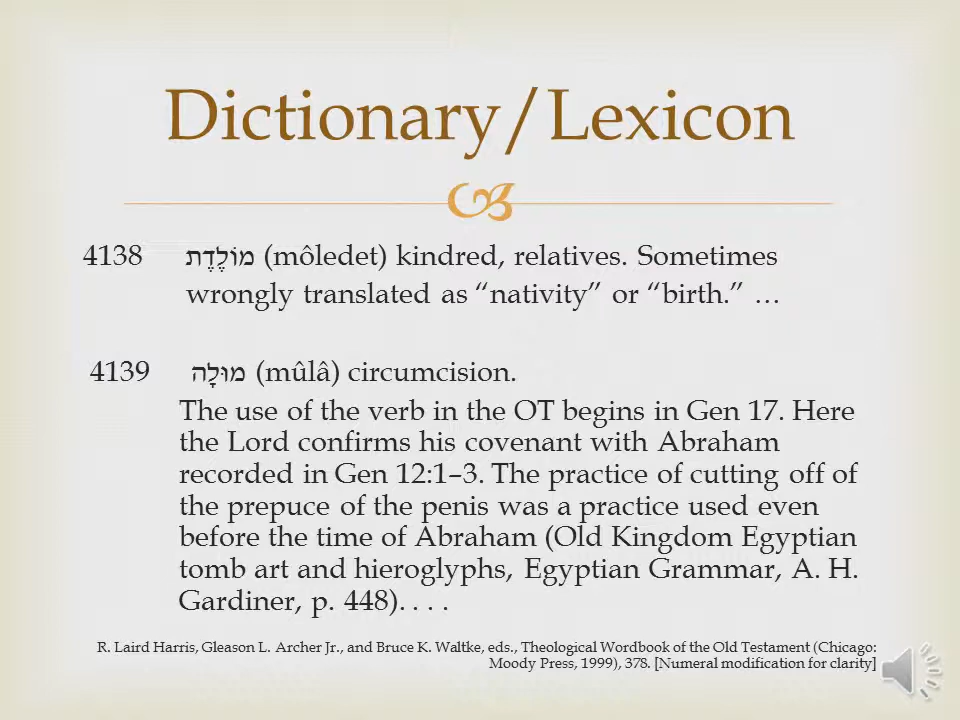 Dictionary/Lexicon
4138 מוֹלֶדֶת (môledet) kindred, relatives. Sometimes
wrongly translated as “nativity” or “birth.” …
4139 מוּלָה (mûlâ) circumcision.
The use of the verb in the OT begins in Gen 17. Here
the Lord confirms his covenant with Abraham
recorded in Gen 12:1–3. The practice of cutting off of
the prepuce of the penis was a practice used even
before the time of Abraham (Old Kingdom Egyptian
tomb art and hieroglyphs, Egyptian Grammar, A. H.
Gardiner, p. 448). . . .
R. Laird Harris, Gleason L. Archer Jr., and Bruce K. Waltke, eds., Theological Wordbook of the Old Testament (Chicago:
Moody Press, 1999), 378. [Numeral modification for clarity]